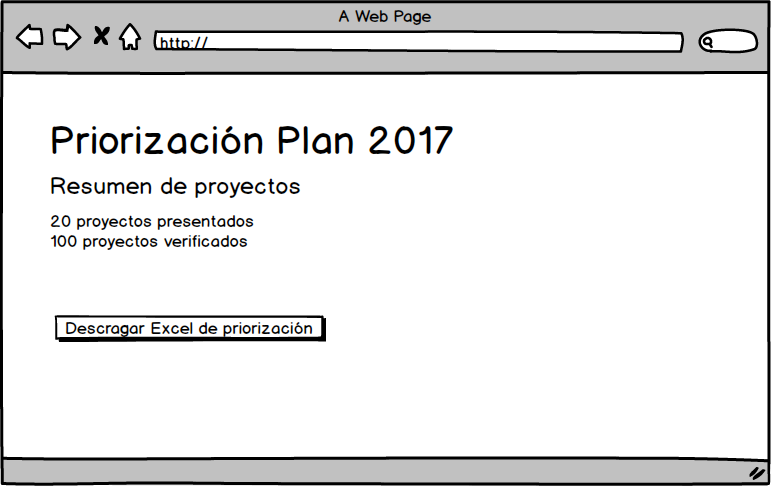 A Web Page
http://
Priorización Plan 2017
Resumen de proyectos
20 proyectos presentados
100 proyectos verificados
Descragar Excel de priorización